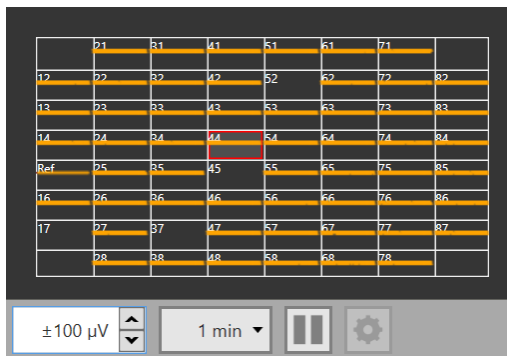 21 31 41 51 61 71
12 22 32 42 52 62 72 82
13 23 33 43 53 63 73 83
14 24 34 44 54 64 74 84
Ref 25 35 45 55 65 75 85
16 26 36 46 56 66 76 86
17 27 37 47 57 67 77 87
28 38 48 58 68 78
±100 µV 1 min